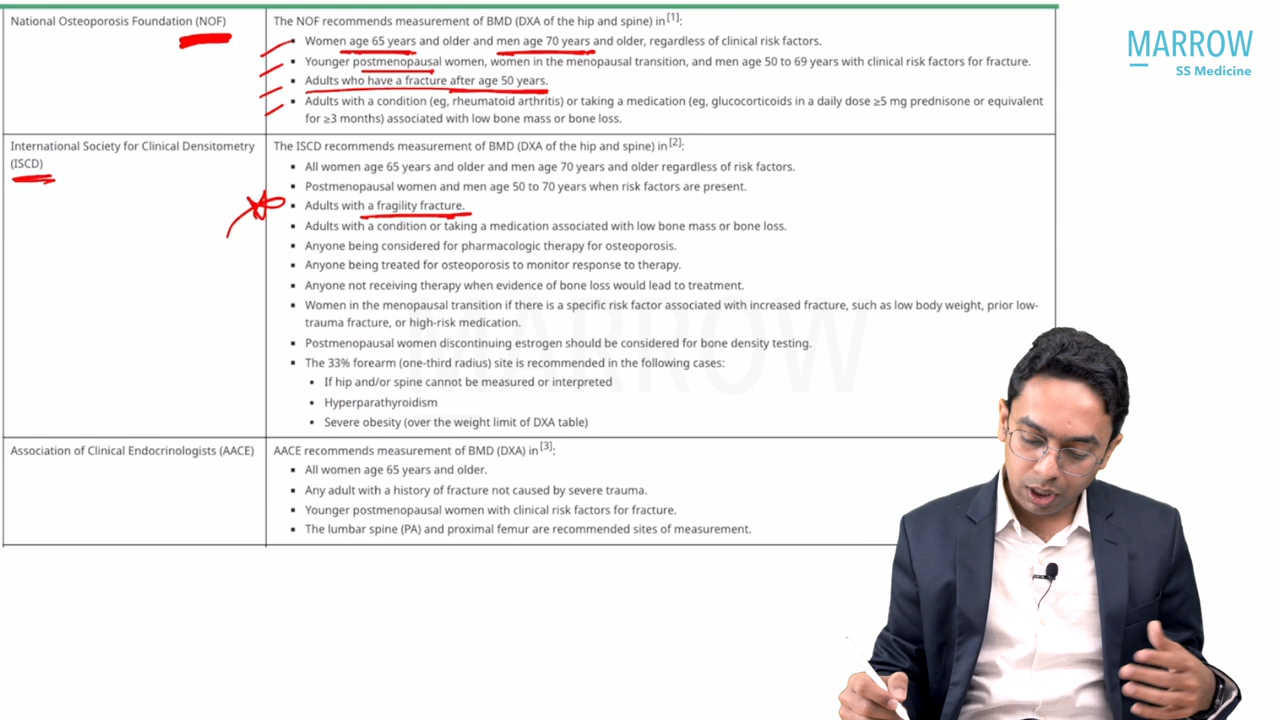 MARROW
SS Medicine
National Osteoporosis Foundation (NOF)
The NOF recommends measurement of BMD (DXA of the hip and spine) in[1]:
▪ Women age 65 years and older and men age 70 years and older, regardless of clinical risk factors.
▪ Younger postmenopausal women, women in the menopausal transition, and men age 50 to 69 years with clinical risk factors for fracture.
▪ Adults who have a fracture after age 50 years.
▪ Adults with a condition (eg, rheumatoid arthritis) or taking a medication (eg, glucocorticoids in a daily dose ≥5 mg prednisone or equivalent
for ≥3 months) associated with low bone mass or bone loss.
International Society for Clinical Densitometry
(ISCD)
The ISCD recommends measurement of BMD (DXA of the hip and spine) in[2]:
▪ All women age 65 years and older and men age 70 years and older regardless of risk factors.
▪ Postmenopausal women and men age 50 to 70 years when risk factors are present.
▪ Adults with a fragility fracture.
▪ Adults with a condition or taking a medication associated with low bone mass or bone loss.
▪ Anyone being considered for pharmacologic therapy for osteoporosis.
▪ Anyone being treated for osteoporosis to monitor response to therapy.
▪ Anyone not receiving therapy when evidence of bone loss would lead to treatment.
▪ Women in the menopausal transition if there is a specific risk factor associated with increased fracture, such as low body weight, prior low-
trauma fracture, or high-risk medication.
▪ Postmenopausal women discontinuing estrogen should be considered for bone density testing.
▪ The 33% forearm (one-third radius) site is recommended in the following cases:
• If hip and/or spine cannot be measured or interpreted
• Hyperparathyroidism
• Severe obesity (over the weight limit of DXA table)
MARROW
Association of Clinical Endocrinologists (AACE)
AACE recommends measurement of BMD (DXA) in[3]:
▪ All women age 65 years and older.
▪ Any adult with a history of fracture not caused by severe trauma.
▪ Younger postmenopausal women with clinical risk factors for fracture.
▪ The lumbar spine (PA) and proximal femur are recommended sites of measurement.